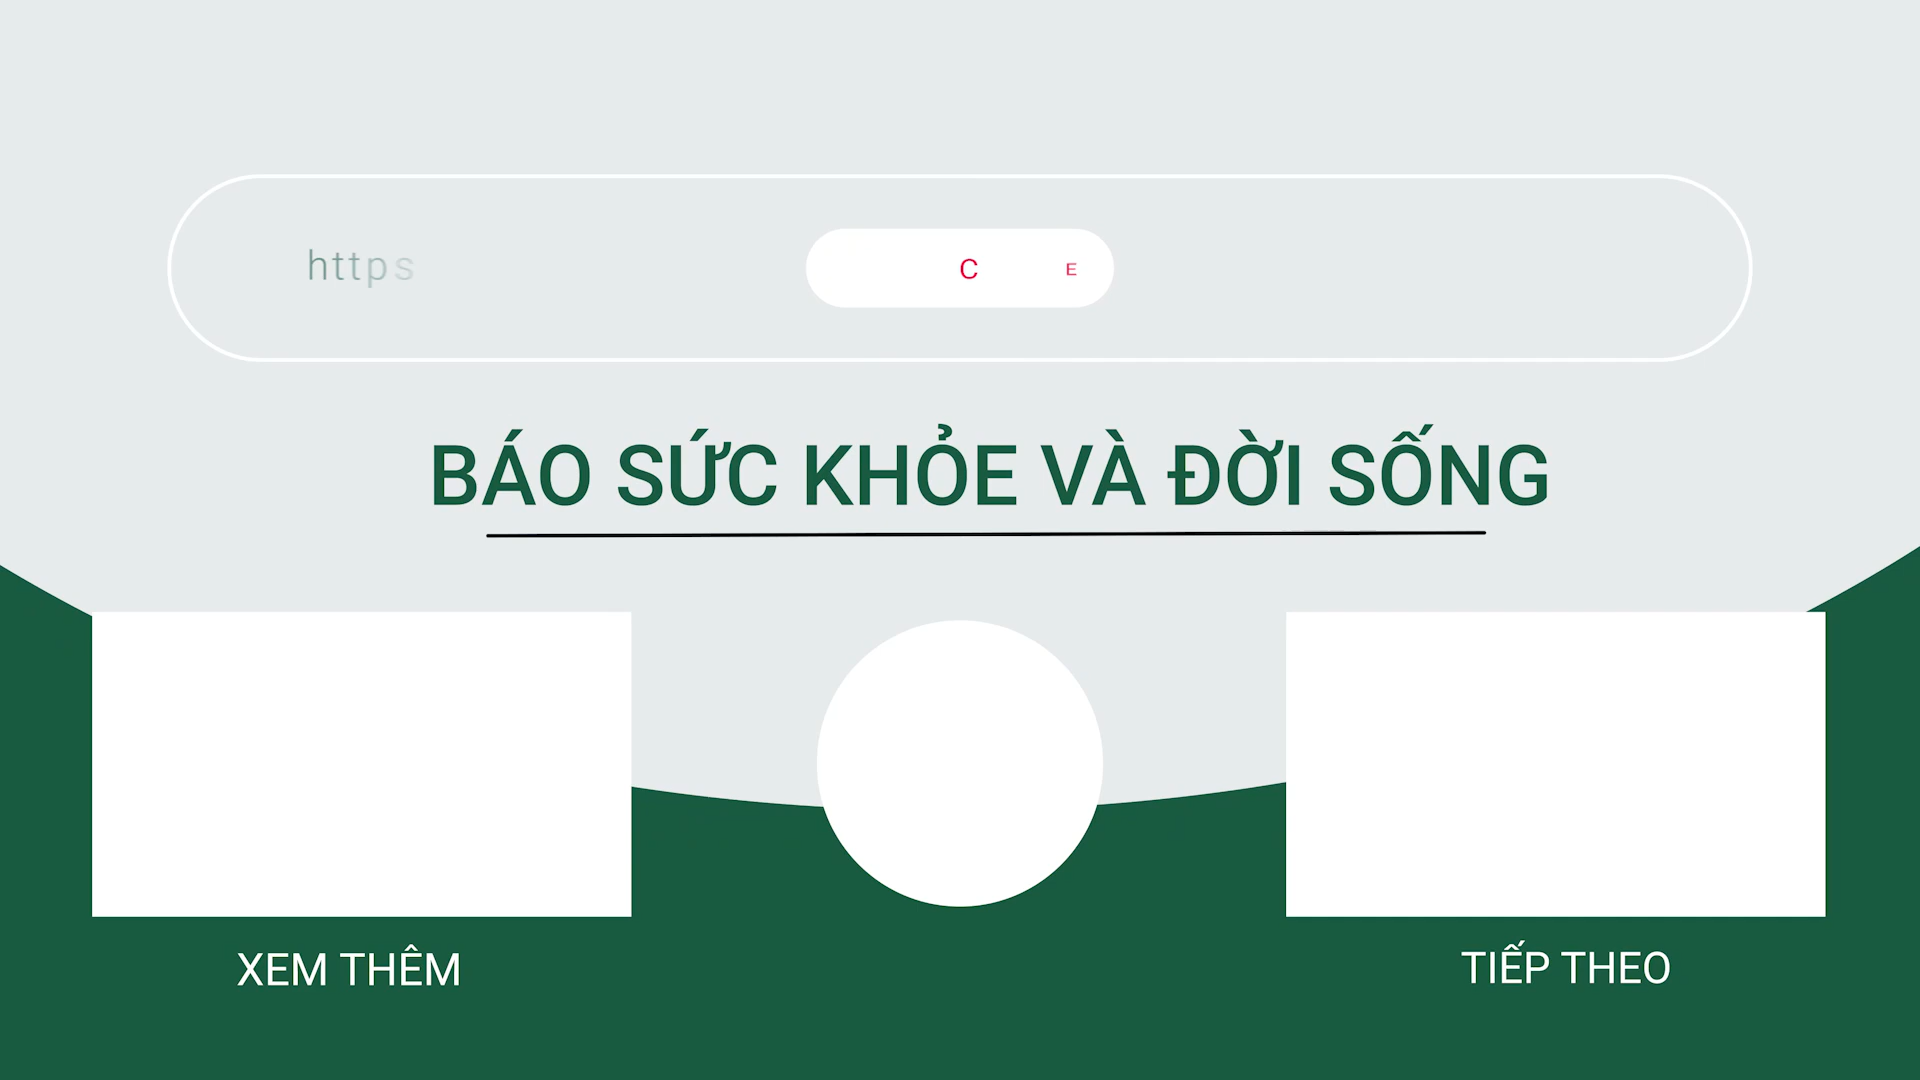 https
C E
BÁO SỨC KHỎE VÀ ĐỜI SỐNG
XEM THÊM
TIẾP THEO